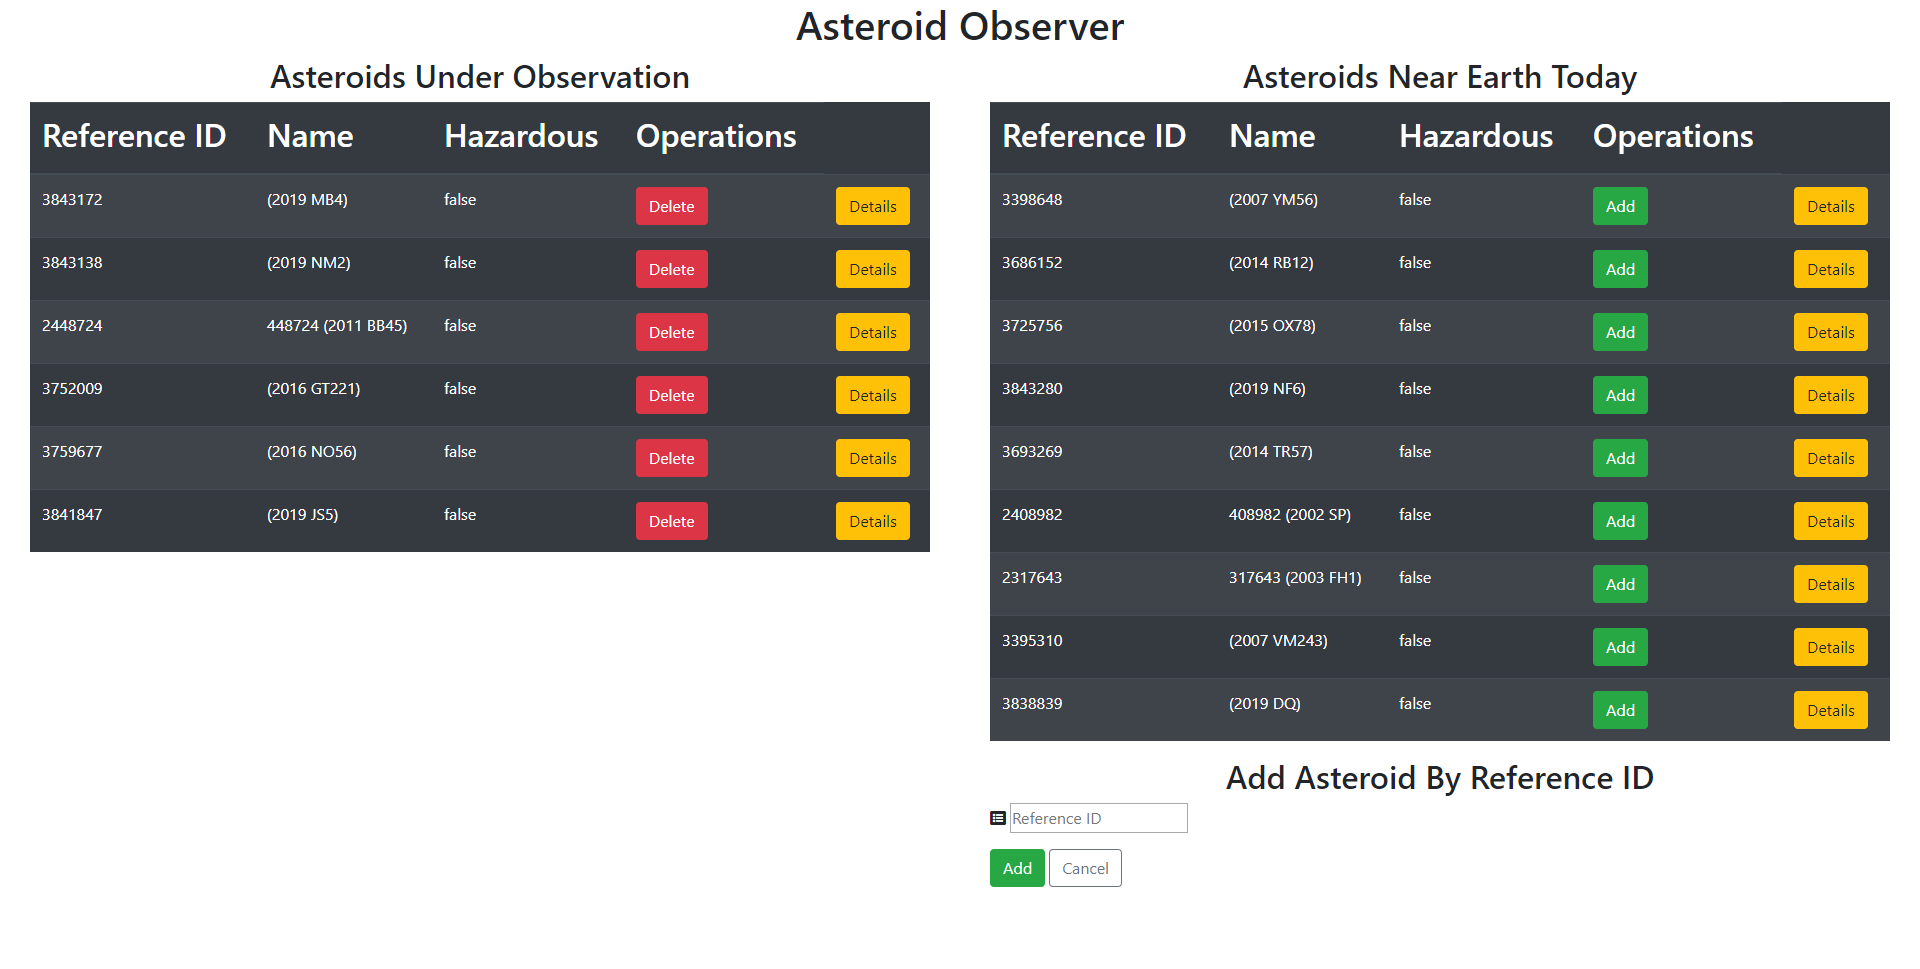 Asteroid Observer
Asteroids Under Observation
Reference ID Name Hazardous Operations
3843172 (2019 MB4) false Delete Details
3843138 (2019 NM2) false Delete Details
2448724 448724 (2011 BB45) false Delete Details
3752009 (2016 GT221) false Delete Details
3759677 (2016 NO56) false Delete Details
3841847 (2019 JS5) false Delete Details
Asteroids Near Earth Today
Reference ID Name Hazardous Operations
3398648 (2007 YM56) false Add Details
3686152 (2014 RB12) false Add Details
3725756 (2015 OX78) false Add Details
3843280 (2019 NF6) false Add Details
3693269 (2014 TR57) false Add Details
2408982 408982 (2002 SP) false Add Details
2317643 317643 (2003 FH1) false Add Details
3395310 (2007 VM243) false Add Details
3838839 (2019 DQ) false Add Details
Add Asteroid By Reference ID
Reference ID
Add Cancel